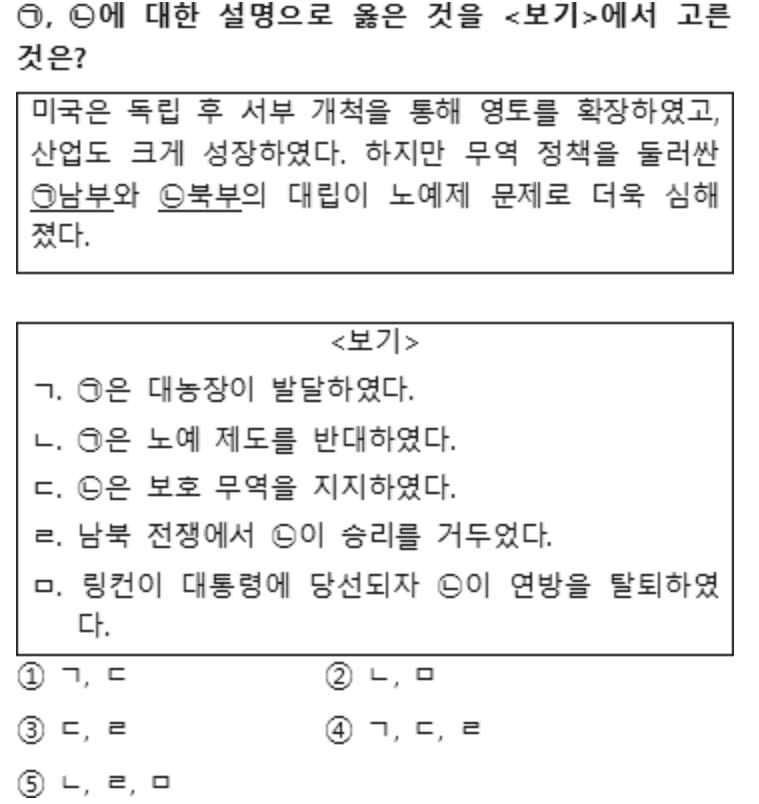 ㉠, ㉡에 대한 설명으로 옳은 것을 <보기>에서 고른
것은?
미국은 독립 후 서부 개척을 통해 영토를 확장하였고,
산업도 크게 성장하였다. 하지만 무역 정책을 둘러싼
㉠남부와 ㉡북부의 대립이 노예제 문제로 더욱 심해
졌다.
<보기>
ㄱ. ㉠은 대농장이 발달하였다.
ㄴ. ㉠은 노예 제도를 반대하였다.
ㄷ. ㉡은 보호 무역을 지지하였다.
ㄹ. 남북 전쟁에서 ㉡이 승리를 거두었다.
ㅁ. 링컨이 대통령에 당선되자 ㉡이 연방을 탈퇴하였
다.
① ㄱ, ㄷ ② ㄴ, ㅁ
③ ㄷ, ㄹ ④ ㄱ, ㄷ, ㄹ
⑤ ㄴ, ㄹ, ㅁ